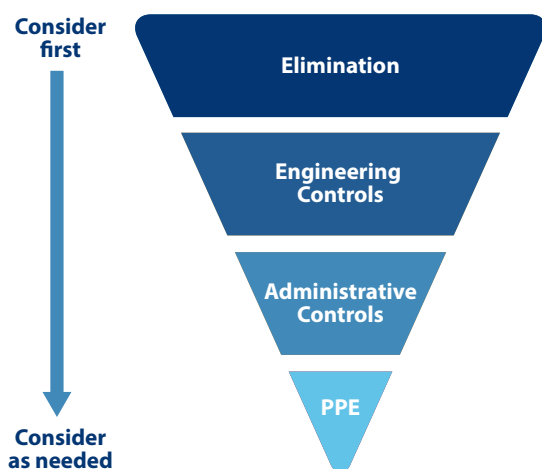 Consider
first
Elimination
Engineering
Controls
Administrative
Controls
PPE
Consider
as needed